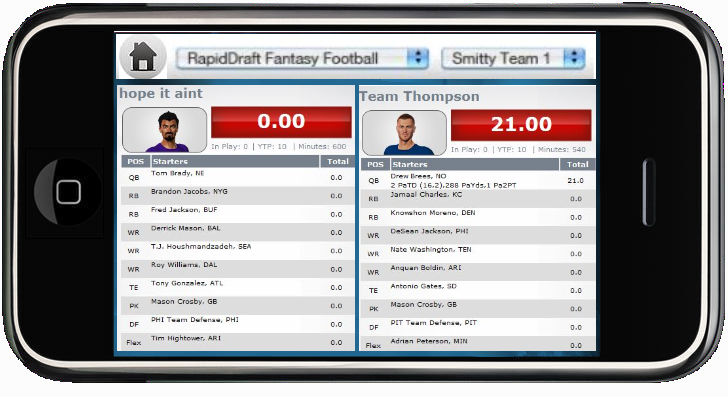 RapidDraft Fantasy Football
Smitty Team 1
hope it aint
0.00
In Play: 0 | YTP: 10 | Minutes: 600
POS Starters Total
QB Tom Brady, NE 0.0
RB Brandon Jacobs, NYG 0.0
RB Fred Jackson, BUF 0.0
WR Derrick Mason, BAL 0.0
WR T.J. Houshmandzadeh, SEA 0.0
WR Roy Williams, DAL 0.0
TE Tony Gonzalez, ATL 0.0
PK Mason Crosby, GB 0.0
DF PHI Team Defense, PHI 0.0
Flex Tim Hightower, ARI 0.0
Team Thompson
21.00
In Play: 0 | YTP: 10 | Minutes: 540
POS Starters Total
QB Drew Brees, NO 21.0
2 PaTD (16.2),288 PaYds,1 Pa2PT
RB Jamaal Charles, KC 0.0
RB Knowshon Moreno, DEN 0.0
WR DeSean Jackson, PHI 0.0
WR Nate Washington, TEN 0.0
WR Anquan Boldin, ARI 0.0
TE Antonio Gates, SD 0.0
PK Mason Crosby, GB 0.0
DF PIT Team Defense, PIT 0.0
Flex Adrian Peterson, MIN 0.0